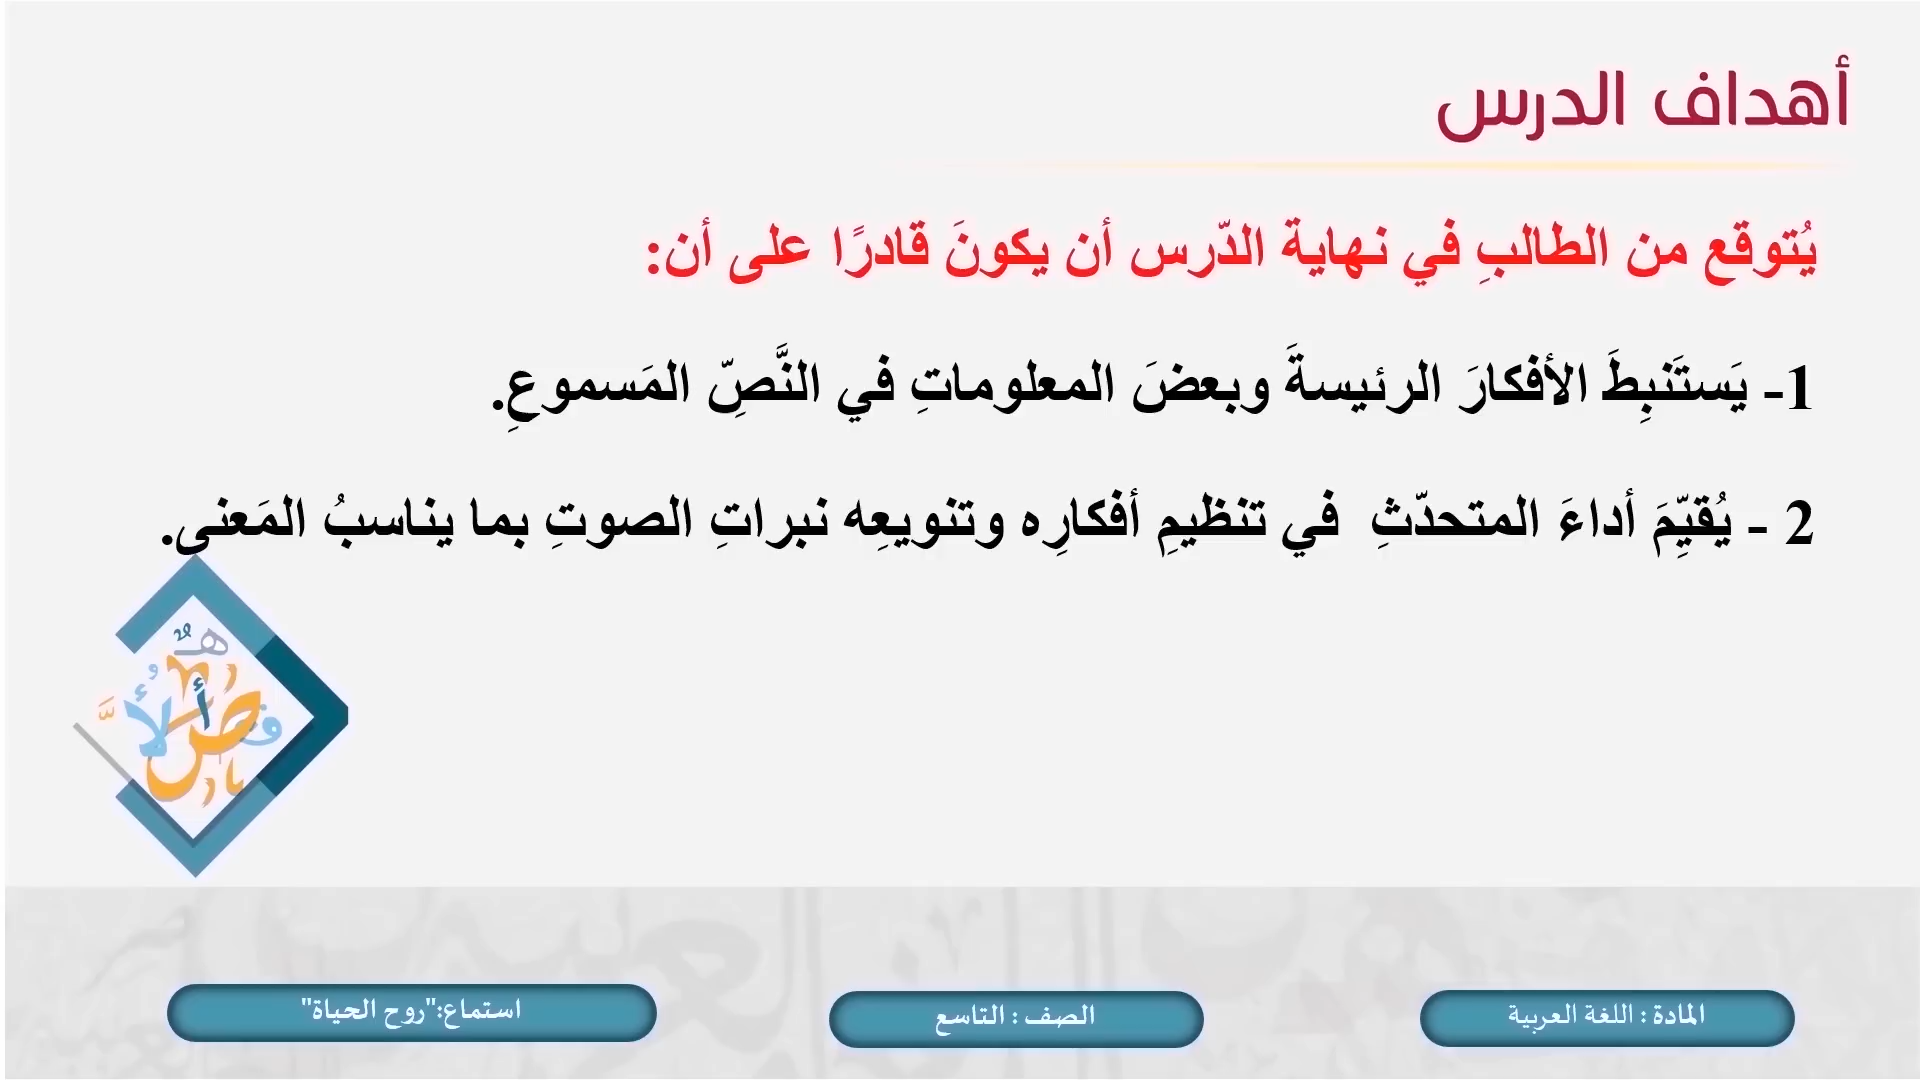 أهداف الدرس
يُتوقع من الطالبِ في نهاية الدّرس أن يكونَ قادرًا على أن:
1- يَستَنبِطَ الأفكارَ الرئيسةَ وبعضَ المعلوماتِ في النَّصِّ المَسموعِ.
2 - يُقيِّمَ أداءَ المتحدّثِ في تنظيمِ أفكارِه وتنويعِه نبراتِ الصوتِ بما يناسبُ المَعنى.
المادة : اللغة العربية
الصف : التاسع
استماع:"روح الحياة"